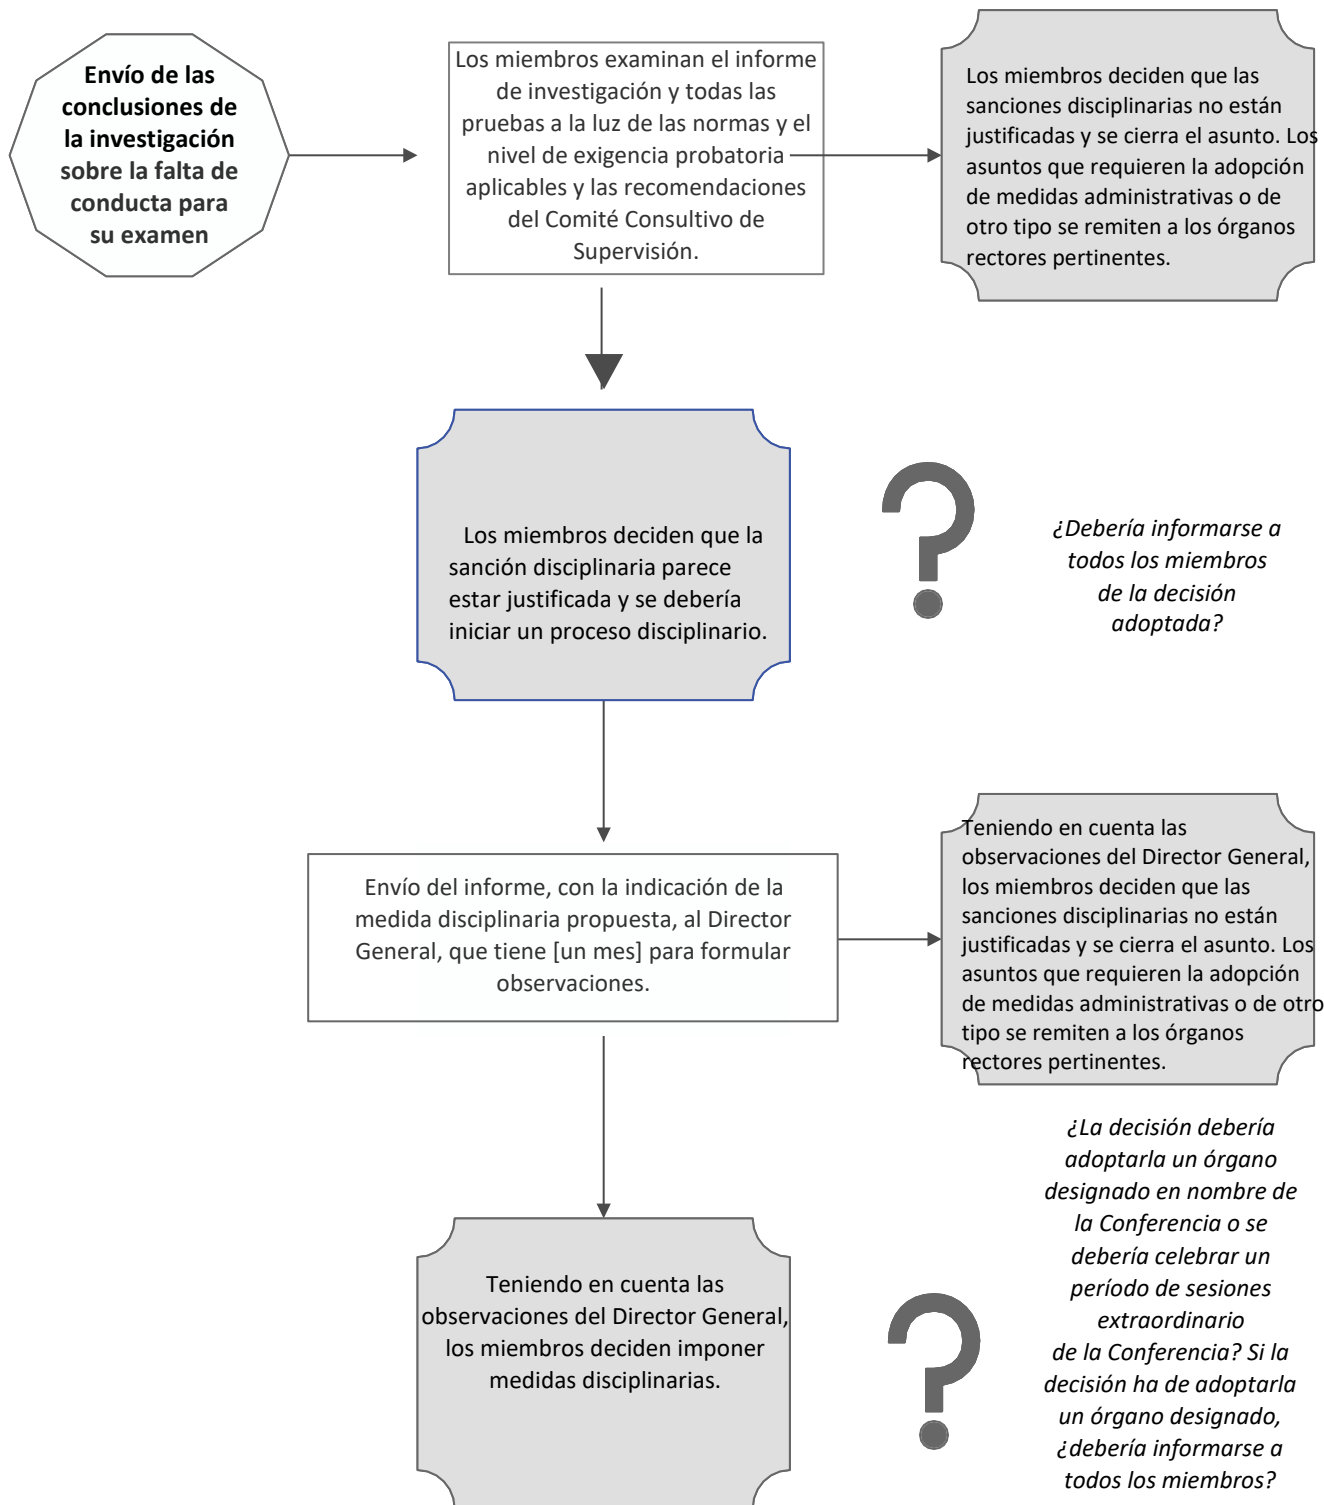 Envío de las
conclusiones de
la investigación
sobre la falta de
conducta para
su examen
Los miembros examinan el informe
de investigación y todas las
pruebas a la luz de las normas y el
nivel de exigencia probatoria
aplicables y las recomendaciones
del Comité Consultivo de
Supervisión.
Los miembros deciden que las
sanciones disciplinarias no están
justificadas y se cierra el asunto. Los
asuntos que requieren la adopción
de medidas administrativas o de
otro tipo se remiten a los órganos
rectores pertinentes.
Los miembros deciden que la
sanción disciplinaria parece
estar justificada y se debería
iniciar un proceso disciplinario.
?
¿Debería informarse a
todos los miembros
de la decisión
adoptada?
Envío del informe, con la indicación de la
medida disciplinaria propuesta, al Director
General, que tiene [un mes] para formular
observaciones.
Teniendo en cuenta las
observaciones del Director General,
los miembros deciden que las
sanciones disciplinarias no están
justificadas y se cierra el asunto. Los
asuntos que requieren la adopción
de medidas administrativas o de otro
tipo se remiten a los órganos
rectores pertinentes.
Teniendo en cuenta las
observaciones del Director General,
los miembros deciden imponer
medidas disciplinarias.
?
¿La decisión debería
adoptarla un órgano
designado en nombre de
la Conferencia o se
debería celebrar un
período de sesiones
extraordinario
de la Conferencia? Si la
decisión ha de adoptarla
un órgano designado,
¿debería informarse a
todos los miembros?